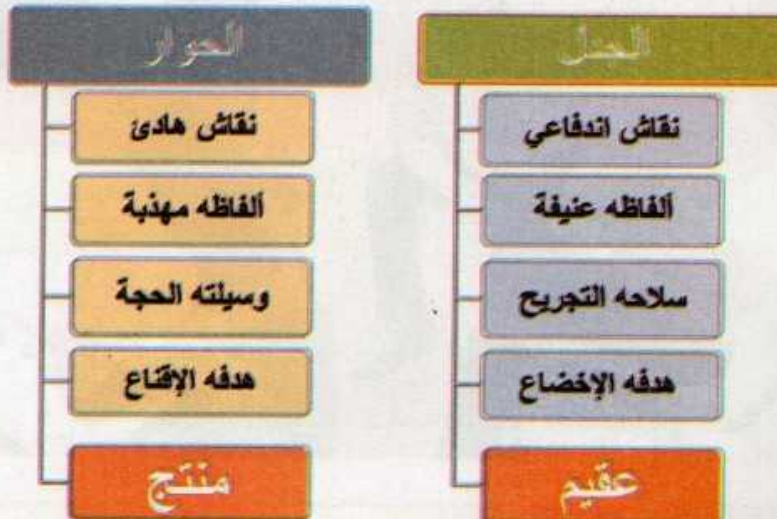 الجدل
نقاش اندفاعي
ألفاظه عنيفة
سلاحه التجريح
هدفه الإخضاع
عقيم
الحوار
نقاش هادئ
ألفاظه مهذبة
وسيلته الحجة
هدفه الإقناع
منتج